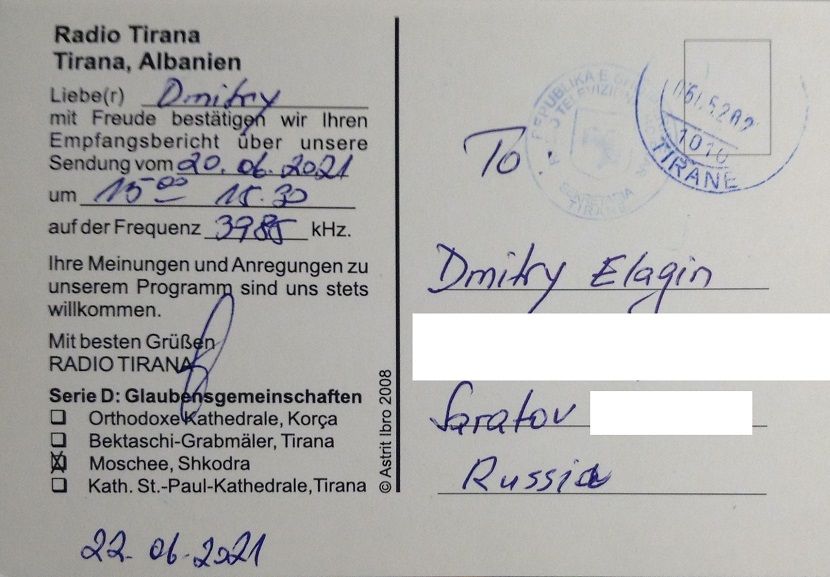 Radio Tirana
Tirana, Albanien
Liebe(r) Dmitry
mit Freude bestätigen wir Ihren
Empfangsbericht über unsere
Sendung vom 20.06.2021
um 15 00 15.30
auf der Frequenz 3985 kHz.
Ihre Meinungen und Anregungen zu
unserem Programm sind uns stets
willkommen.
Mit besten Grüßen
RADIO TIRANA
Serie D: Glaubensgemeinschaften
Orthodoxe Kathedrale, Korça
Bektaschi-Grabmäler, Tirana
Moschee, Shkodra
Kath. St.-Paul-Kathedrale, Tirana
22.06.2021
© Astrit Ibro 2008
To
REPUBLIKA E
TIRANE
1010
TIRANE
Dmitry Elagin
Saratov
Russia